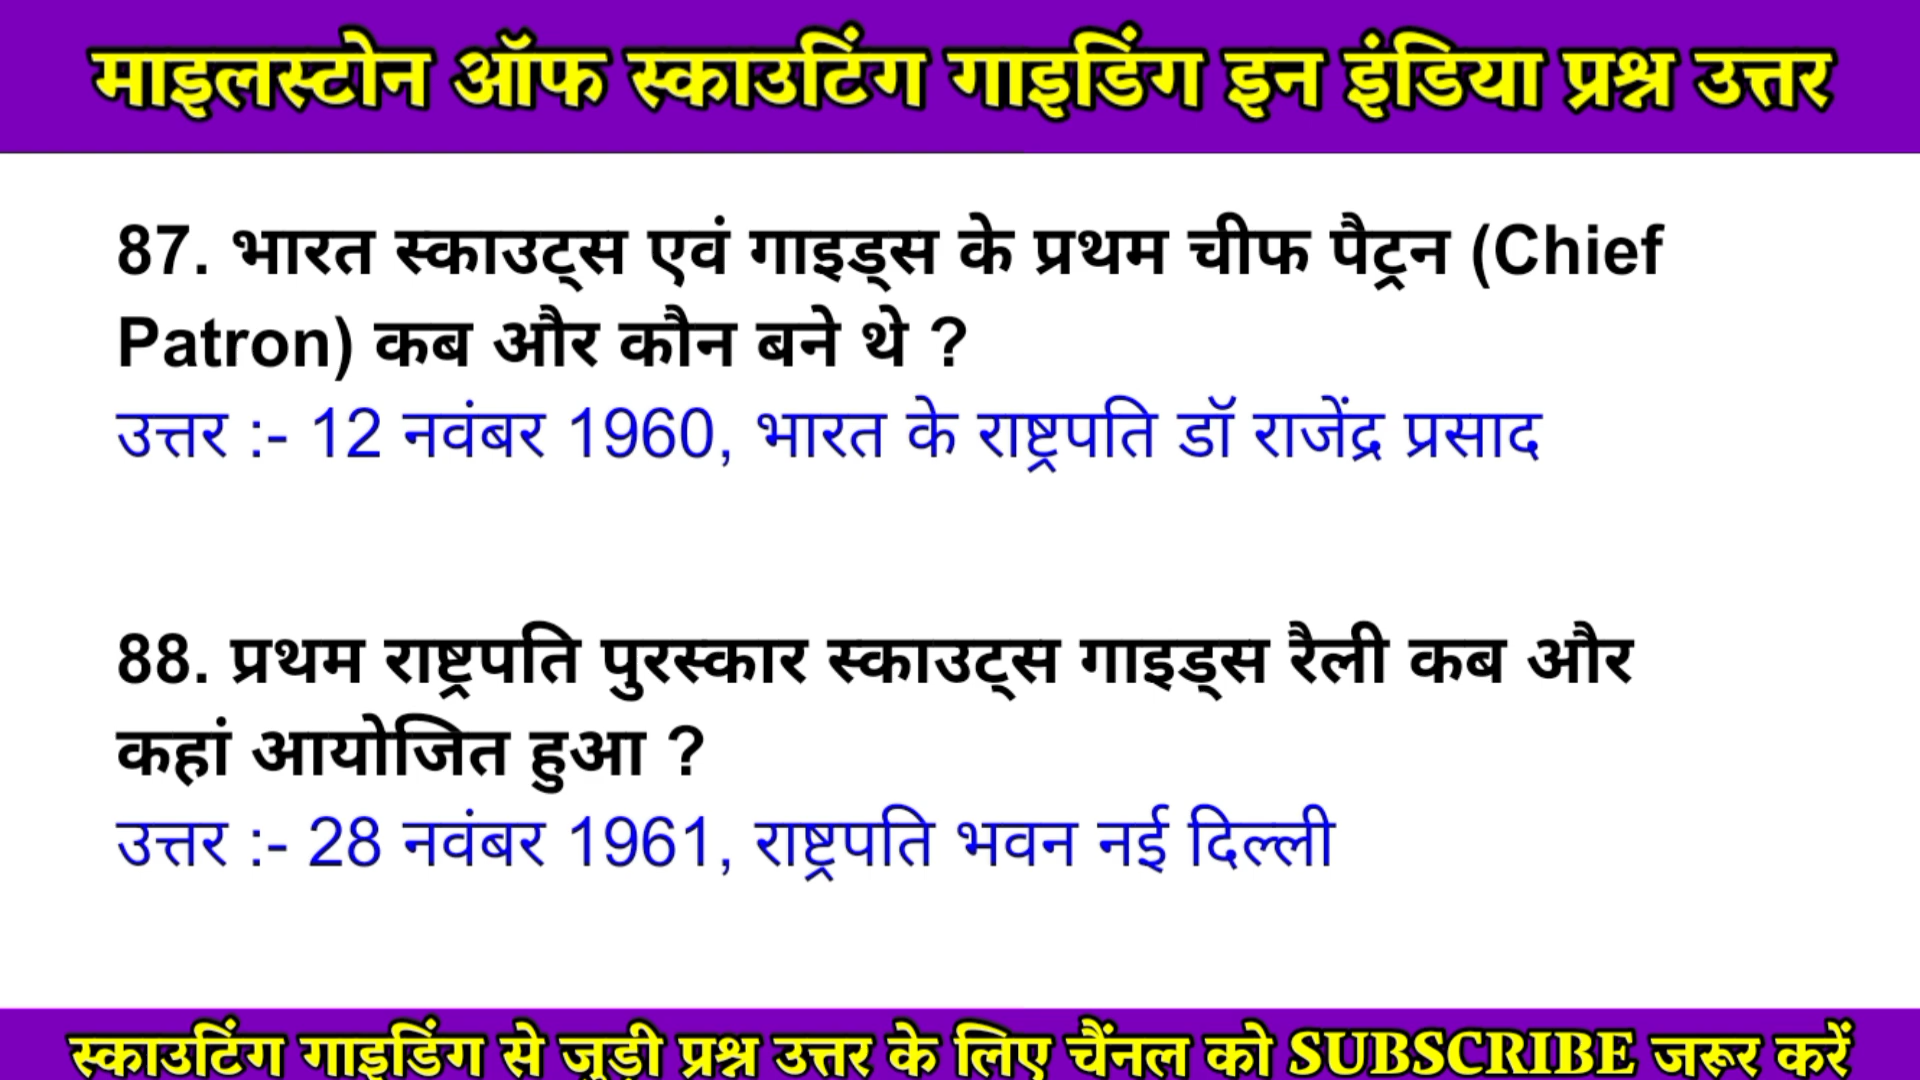 माइलस्टोन ऑफ स्काउटिंग गाइडिंग इन इंडिया प्रश्न उत्तर
87. भारत स्काउट्स एवं गाइड्स के प्रथम चीफ पैट्रन (Chief
Patron) कब और कौन बने थे ?
उत्तर :- 12 नवंबर 1960, भारत के राष्ट्रपति डॉ राजेंद्र प्रसाद
88. प्रथम राष्ट्रपति पुरस्कार स्काउट्स गाइड्स रैली कब और
कहां आयोजित हुआ ?
उत्तर :- 28 नवंबर 1961, राष्ट्रपति भवन नई दिल्ली
स्काउटिंग गाइडिंग से जुड़ी प्रश्न उत्तर के लिए चैंनल को SUBSCRIBE जरूर करें